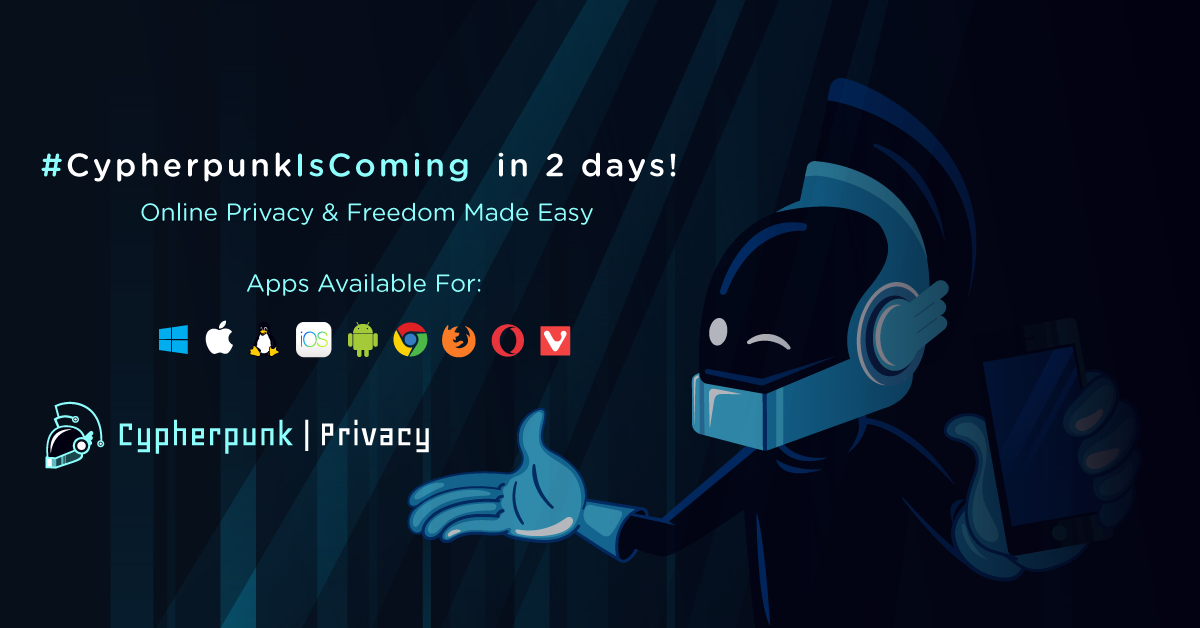 #CypherpunkIsComing in 2 days!
Online Privacy & Freedom Made Easy
Apps Available For:
iOS
Cypherpunk | Privacy